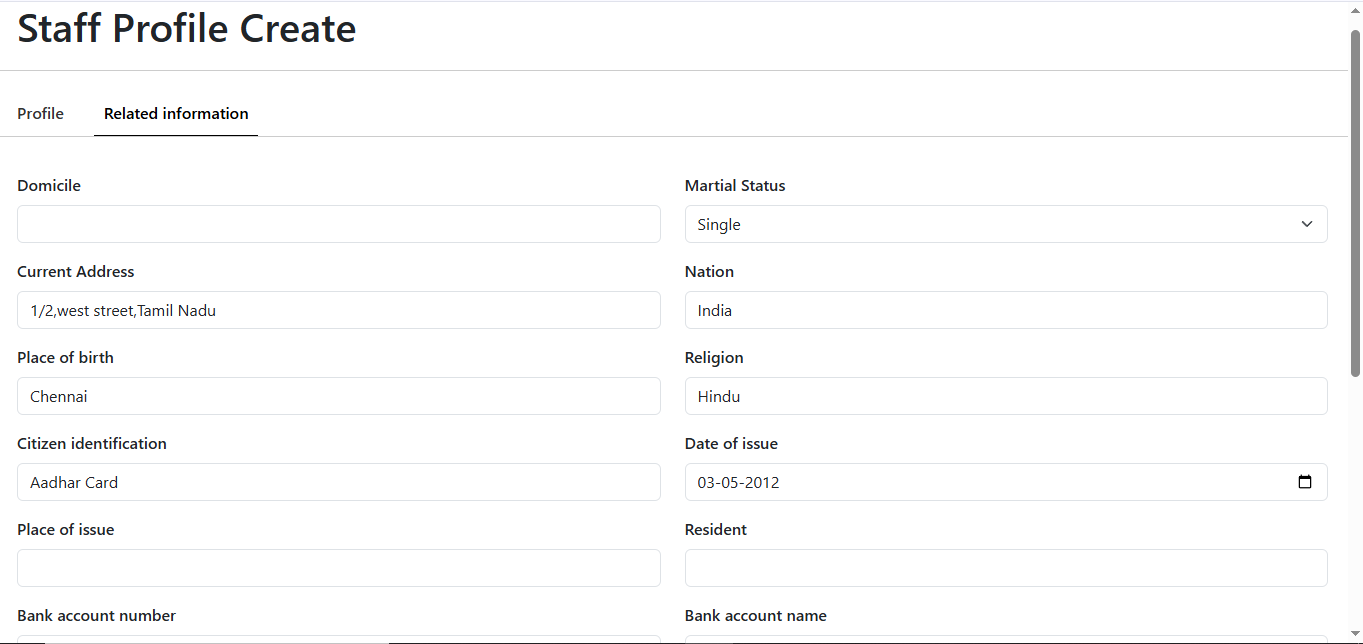 Staff Profile Create
Profile
Related information
Domicile
Martial Status
Single
Current Address
Nation
1/2,west street,Tamil Nadu
India
Place of birth
Religion
Chennai
Hindu
Citizen identification
Date of issue
Aadhar Card
03-05-2012
Place of issue
Resident
Bank account number
Bank account name